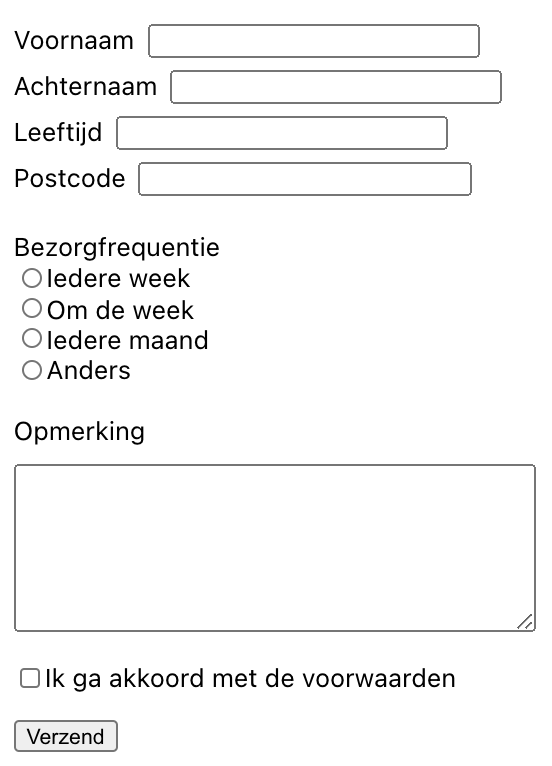 Voornaam
Achternaam
Leeftijd
Postcode
Bezorgfrequentie
Iedere week
Om de week
Iedere maand
Anders
Opmerking
Ik ga akkoord met de voorwaarden
Verzend